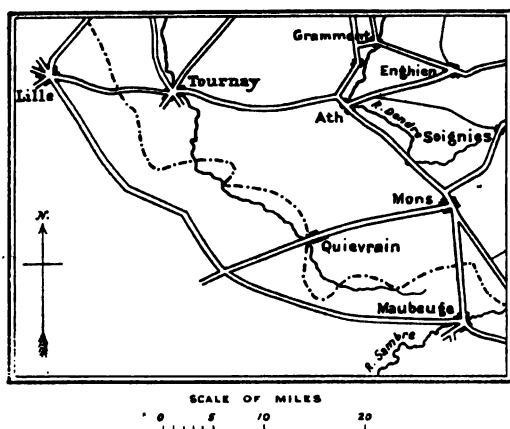 Grammont
Enghien
Lille
Tournay
Ath
R. Dendre
Soignies
Mons
Quievrain
N.
Maubeuge
R. Sambre
SCALE OF MILES
0 5 10 20